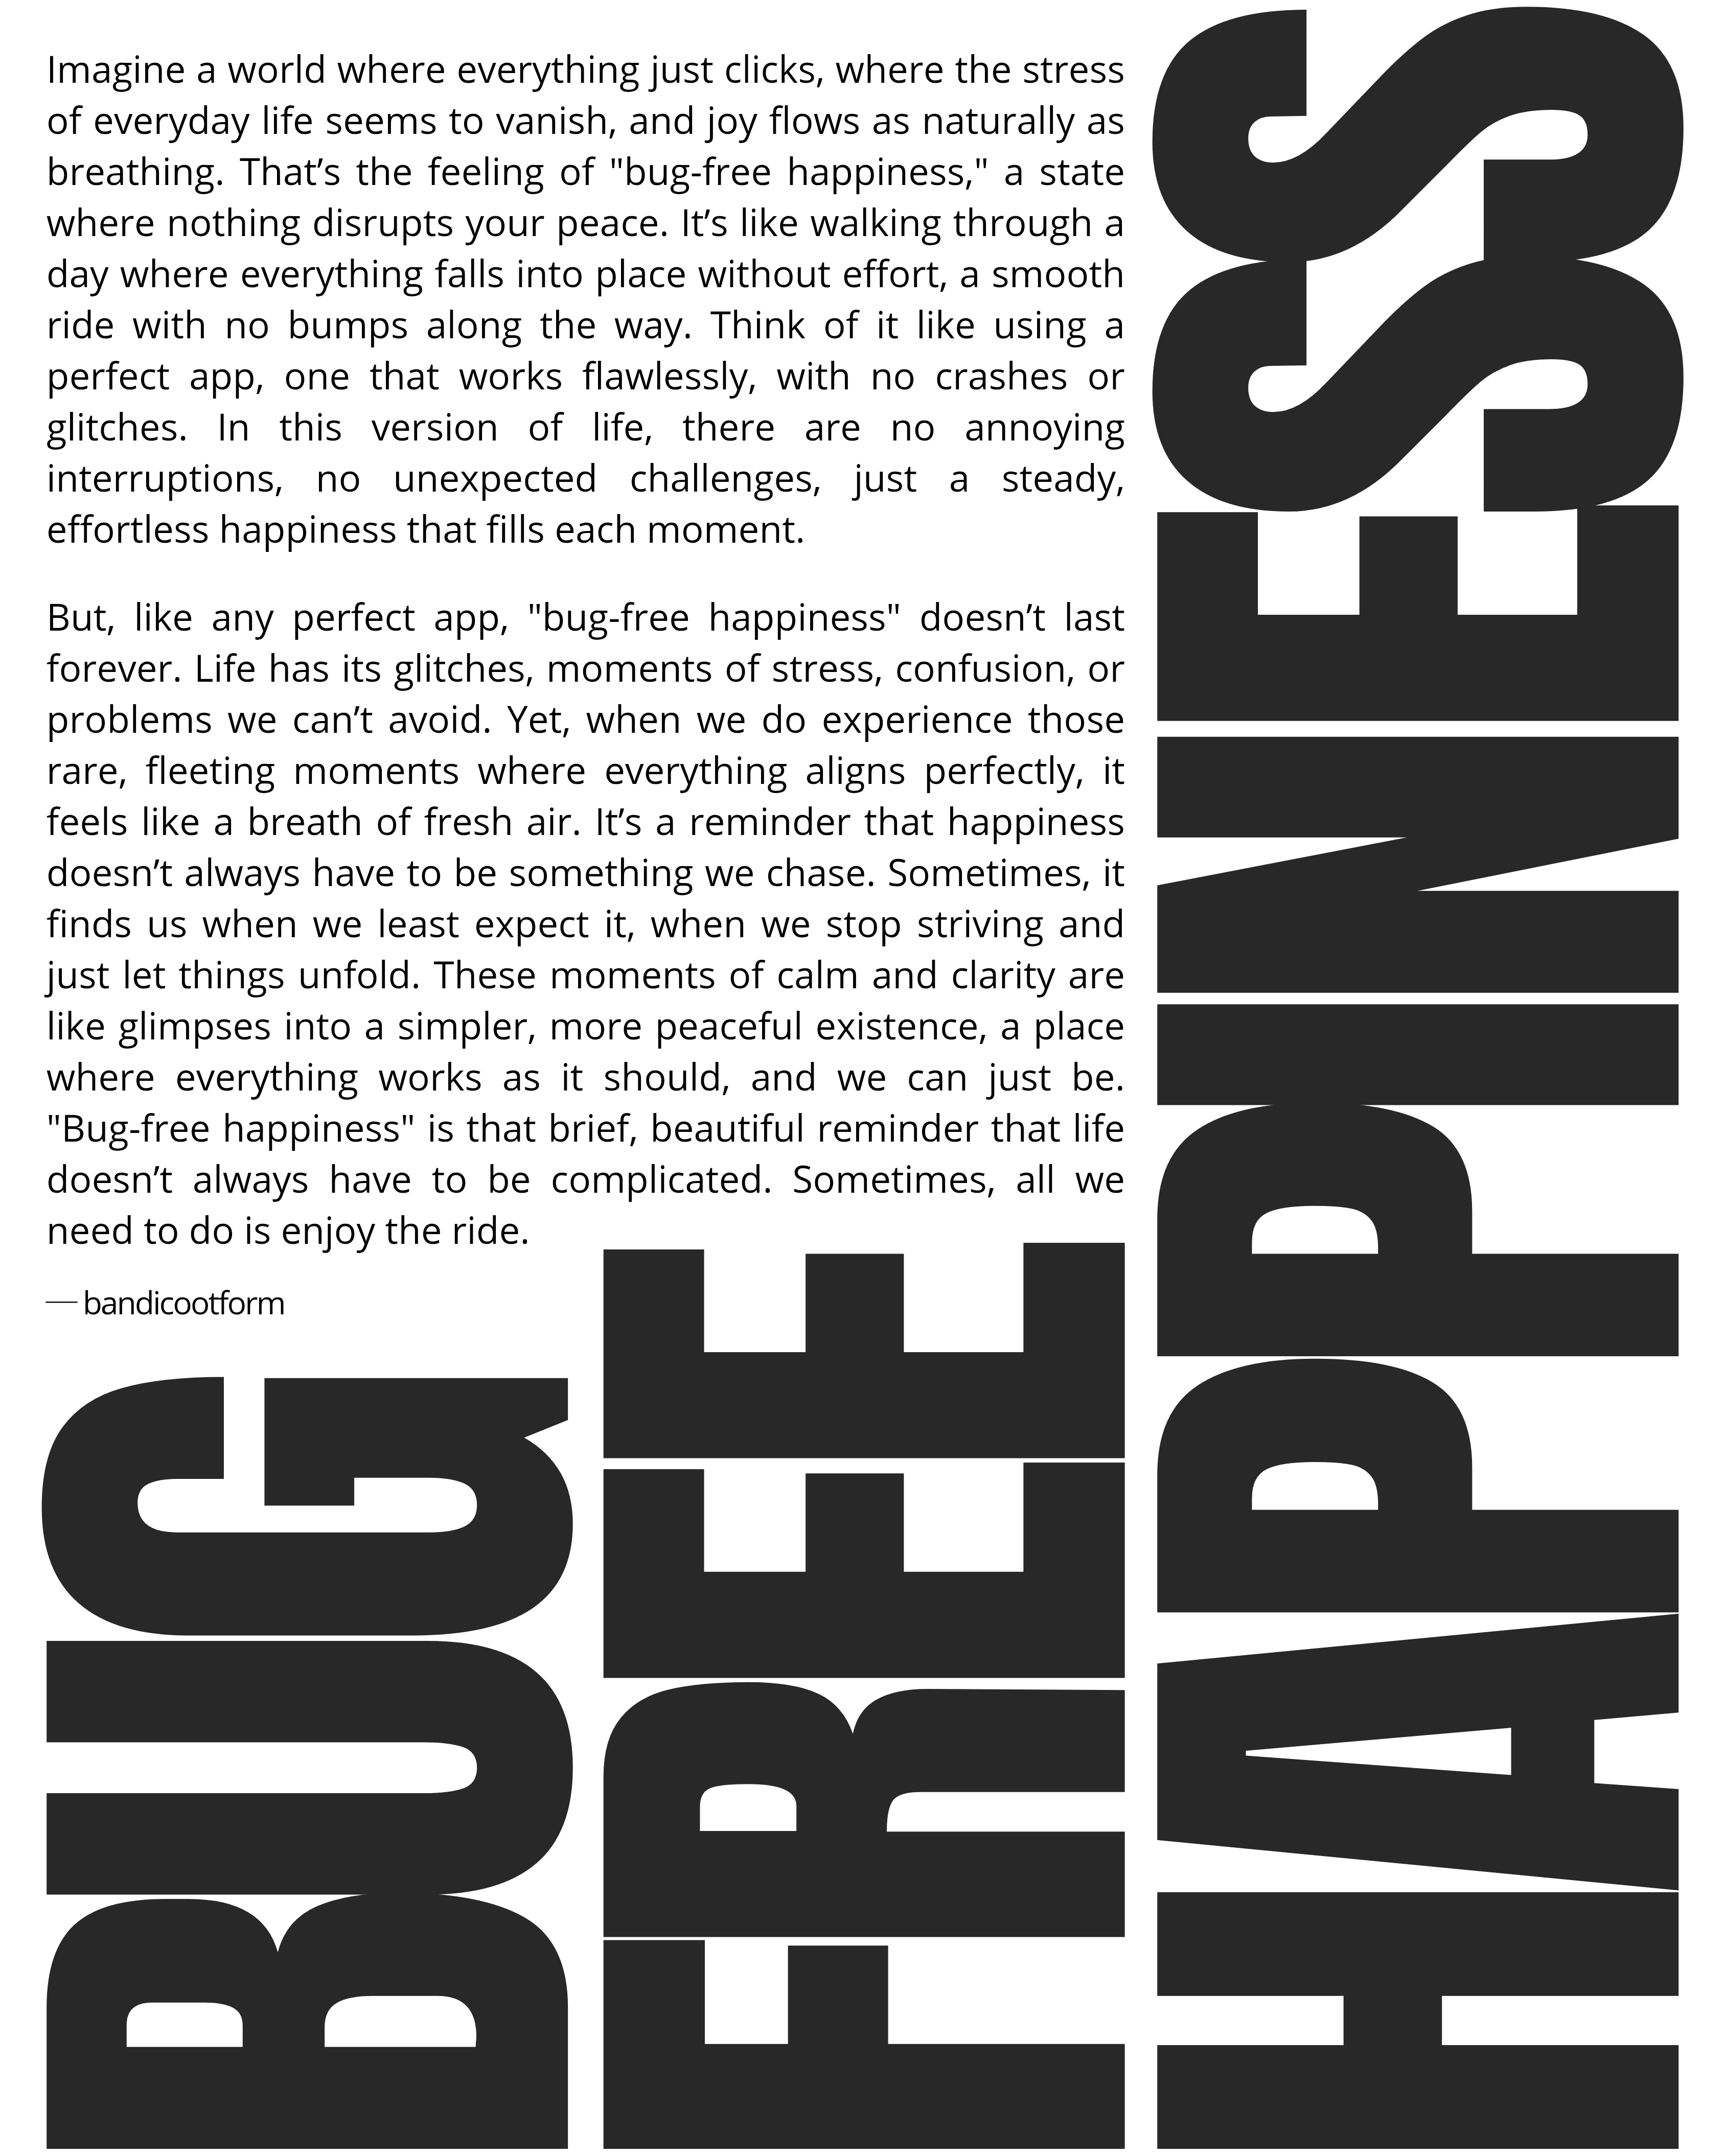 Imagine a world where everything just clicks, where the stress
of everyday life seems to vanish, and joy flows as naturally as
breathing. That’s the feeling of "bug-free happiness," a state
where nothing disrupts your peace. It’s like walking through a
day where everything falls into place without effort, a smooth
ride with no bumps along the way. Think of it like using a
perfect app, one that works flawlessly, with no crashes or
glitches. In this version of life, there are no annoying
interruptions, no unexpected challenges, just a steady,
effortless happiness that fills each moment.
But, like any perfect app, "bug-free happiness" doesn’t last
forever. Life has its glitches, moments of stress, confusion, or
problems we can’t avoid. Yet, when we do experience those
rare, fleeting moments where everything aligns perfectly, it
feels like a breath of fresh air. It’s a reminder that happiness
doesn’t always have to be something we chase. Sometimes, it
finds us when we least expect it, when we stop striving and
just let things unfold. These moments of calm and clarity are
like glimpses into a simpler, more peaceful existence, a place
where everything works as it should, and we can just be.
"Bug-free happiness" is that brief, beautiful reminder that life
doesn’t always have to be complicated. Sometimes, all we
need to do is enjoy the ride.
— bandicootform
BUG
FREE
HAPPINESS